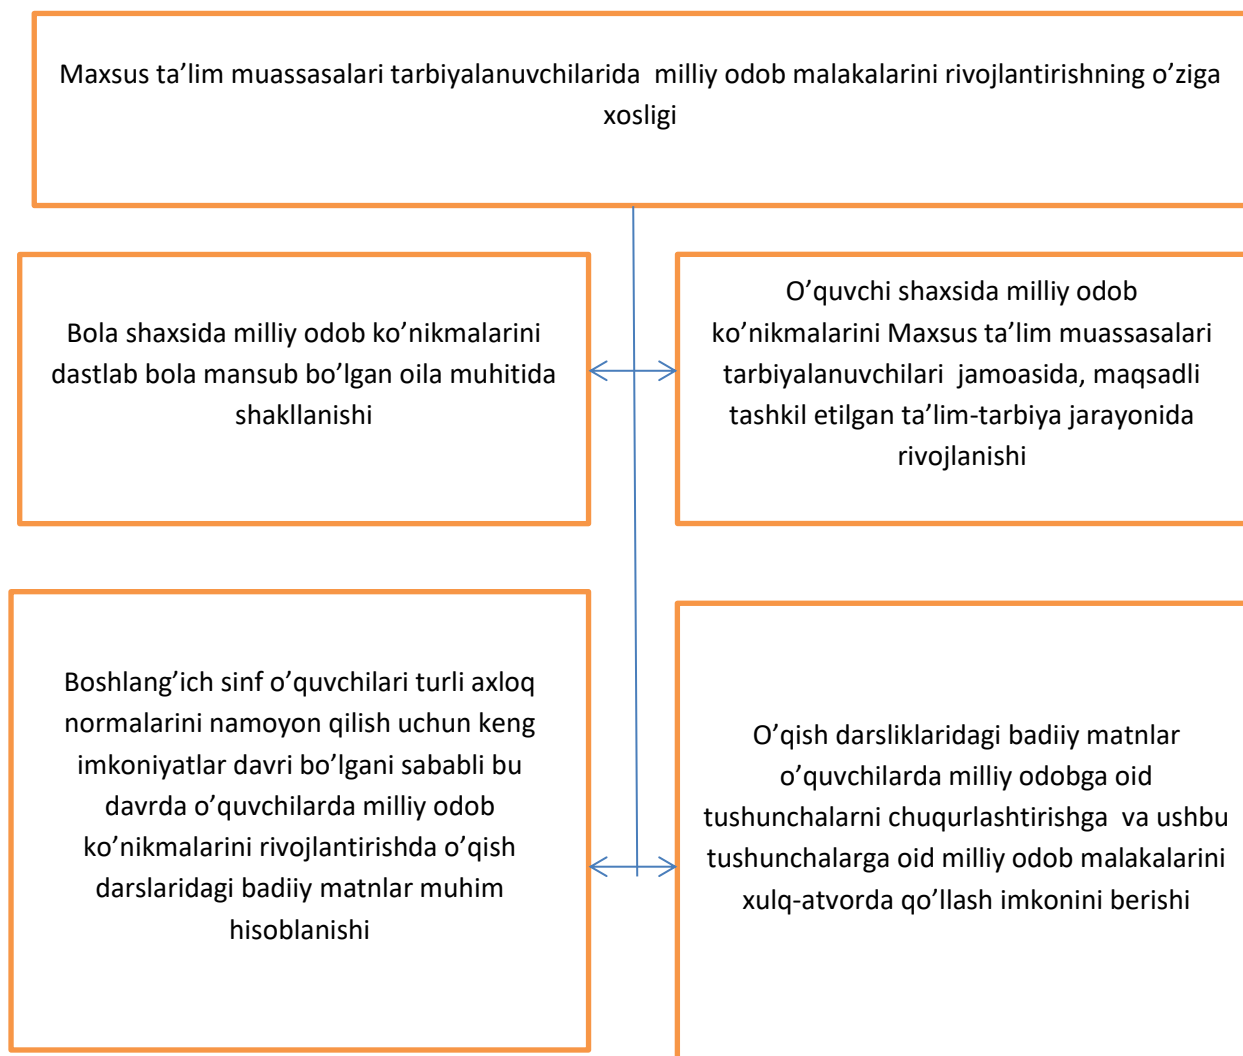 Maxsus ta’lim muassasalari tarbiyalanuvchilarida milliy odob malakalarini rivojlantirishning o’ziga
xosligi
Bola shaxsida milliy odob ko’nikmalarini
dastlab bola mansub bo’lgan oila muhitida
shakllanishi
O’quvchi shaxsida milliy odob
ko’nikmalarini Maxsus ta’lim muassasalari
tarbiyalanuvchilari jamoasida, maqsadli
tashkil etilgan ta’lim-tarbiya jarayonida
rivojlanishi
Boshlang’ich sinf o’quvchilari turli axloq
normalarini namoyon qilish uchun keng
imkoniyatlar davri bo’lgani sababli bu
davrda o’quvchilarda milliy odob
ko’nikmalarini rivojlantirishda o’qish
darslaridagi badiiy matnlar muhim
hisoblanishi
O’qish darsliklaridagi badiiy matnlar
o’quvchilarda milliy odobga oid
tushunchalarni chuqurlashtirishga va ushbu
tushunchalarga oid milliy odob malakalarini
xulq-atvorda qo’llash imkonini berishi